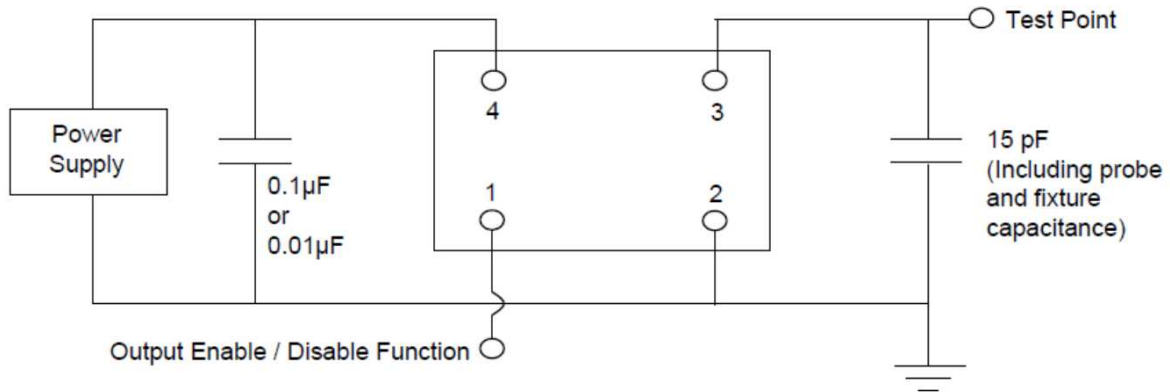 Test Point
4
3
Power
Supply
15 pF
(Including probe
and fixture
capacitance)
0.1µF
or
0.01µF
1
2
Output Enable / Disable Function